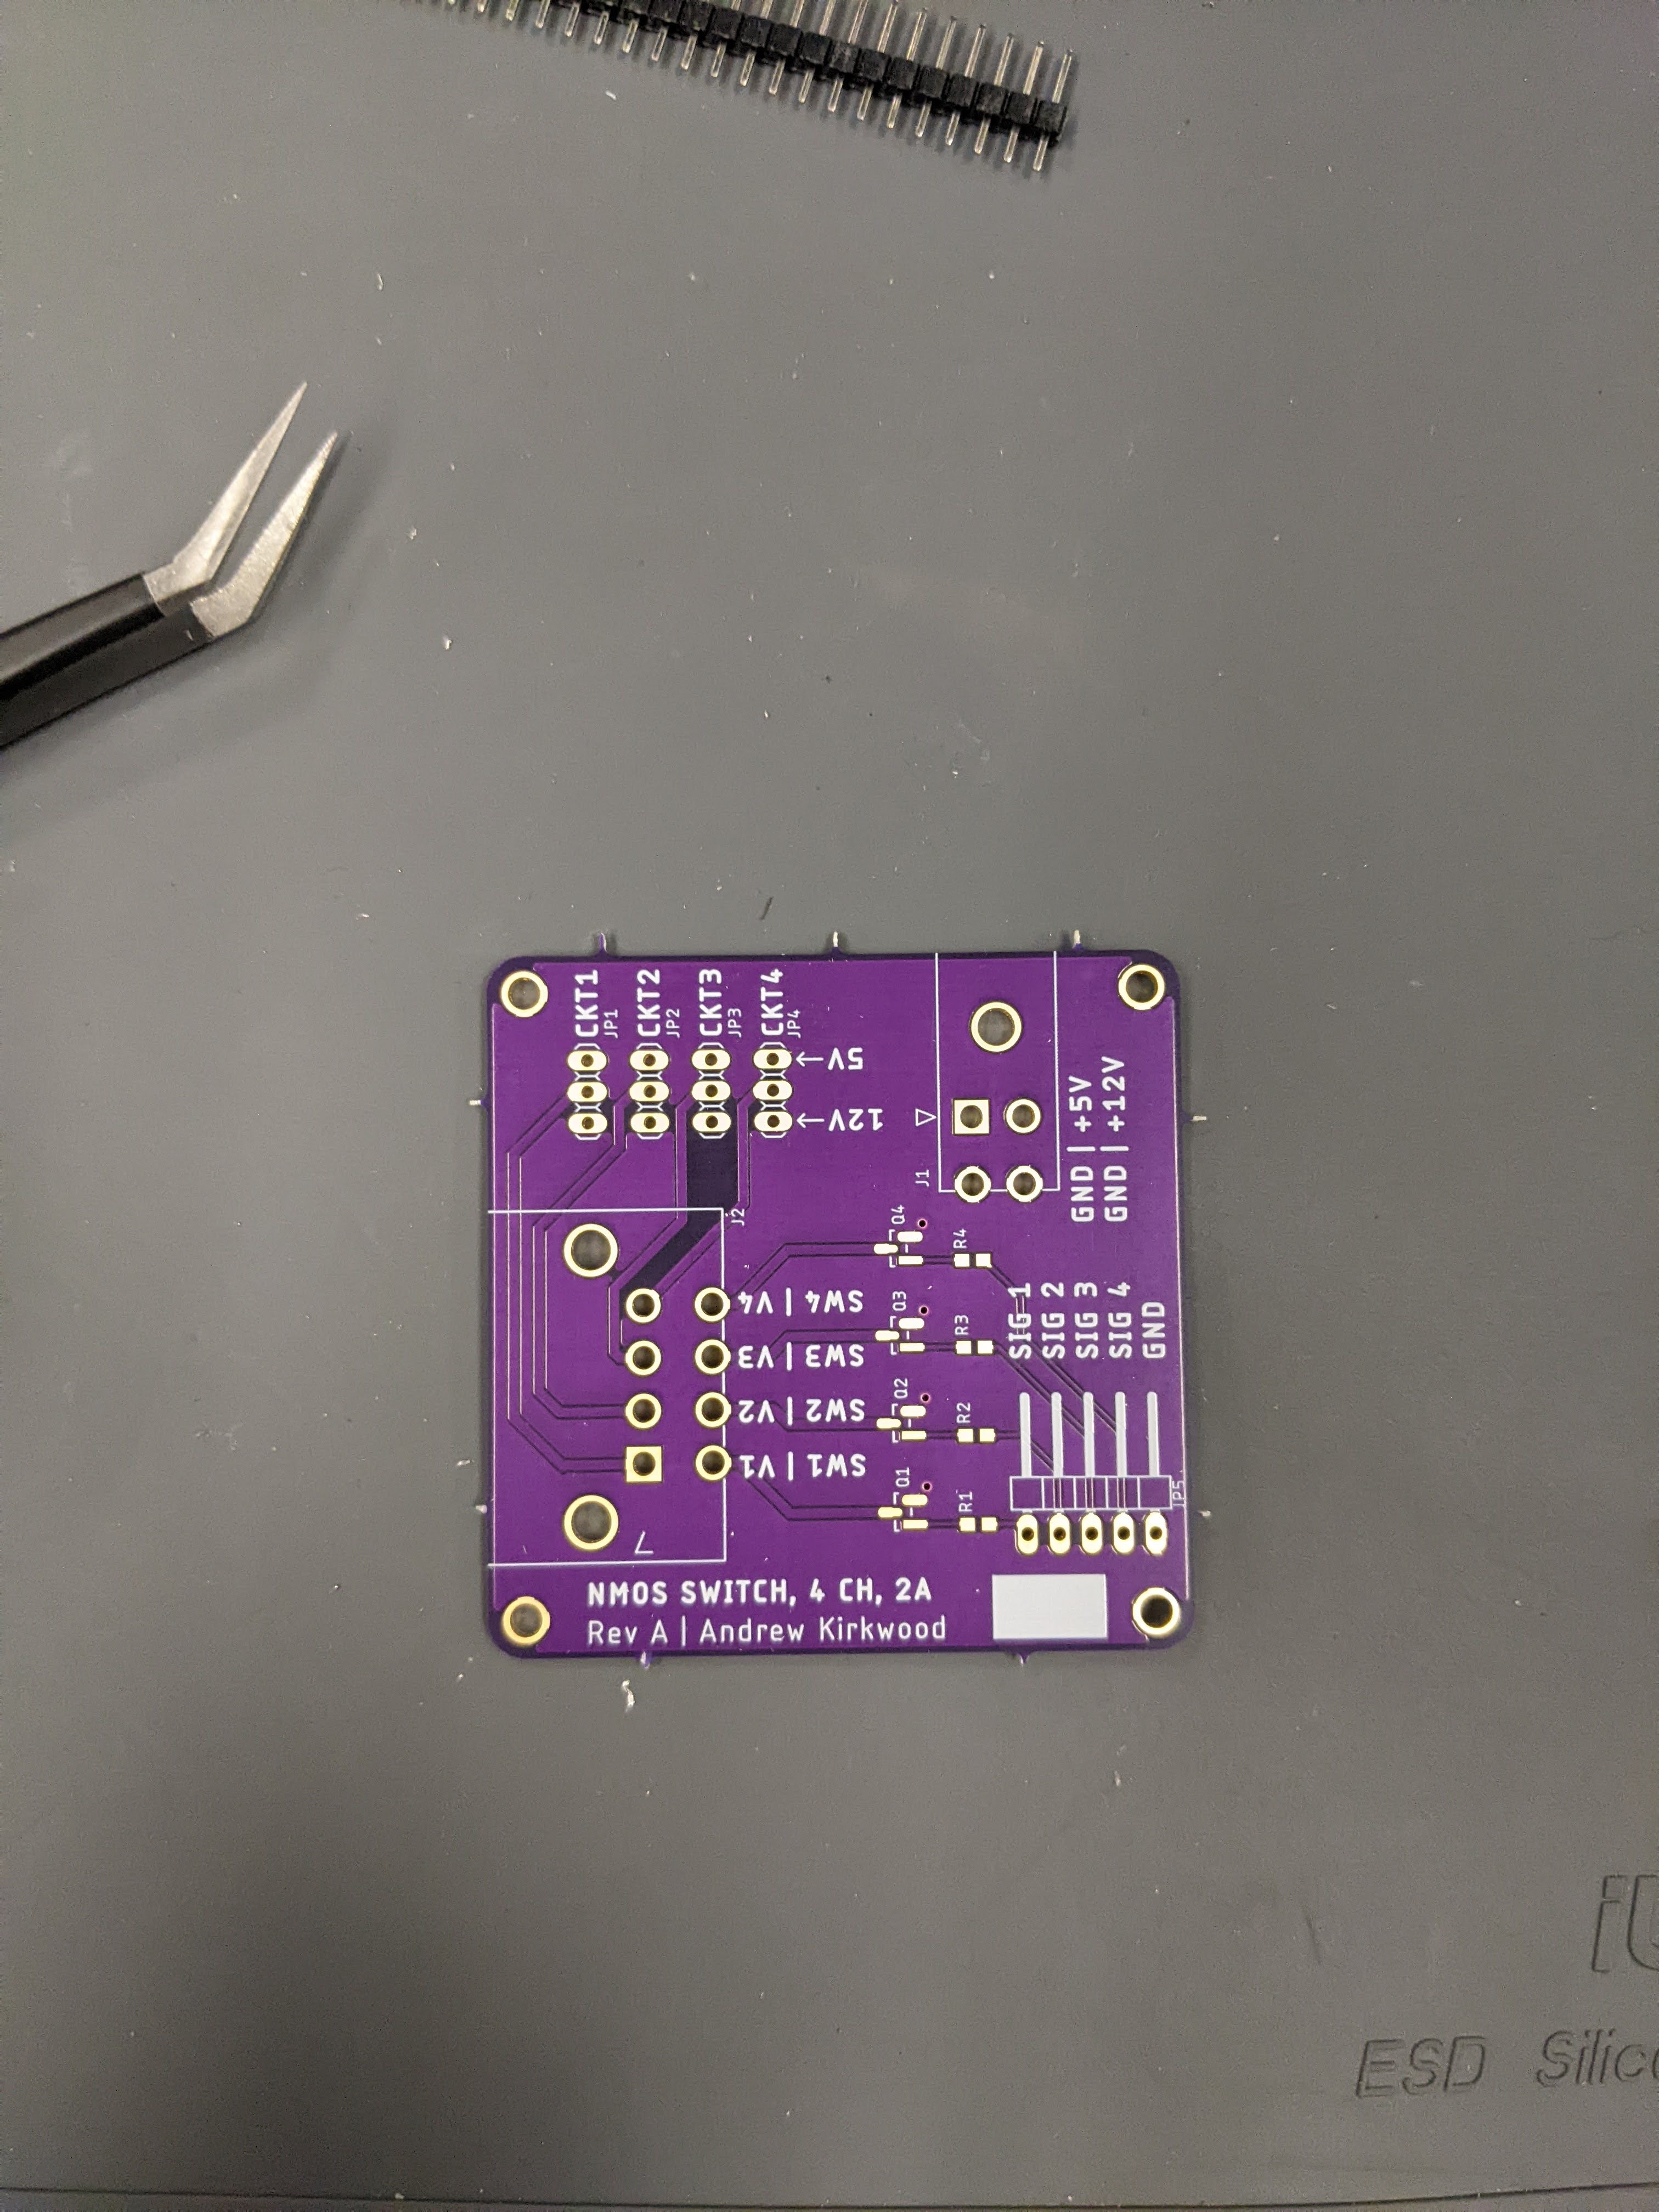 CKT1
JP1
CKT2
JP2
CKT3
JP3
CKT4
JP4
←5V
←12V
J1
GND | +5V
GND | +12V
J2
SW4 | V4
SW3 | V3
SW2 | V2
SW1 | V1
Q4
R4
Q3
R3
Q2
R2
Q1
R1
SIG 1
SIG 2
SIG 3
SIG 4
GND
JP5
NMOS SWITCH, 4 CH, 2A
Rev A | Andrew Kirkwood
ESD